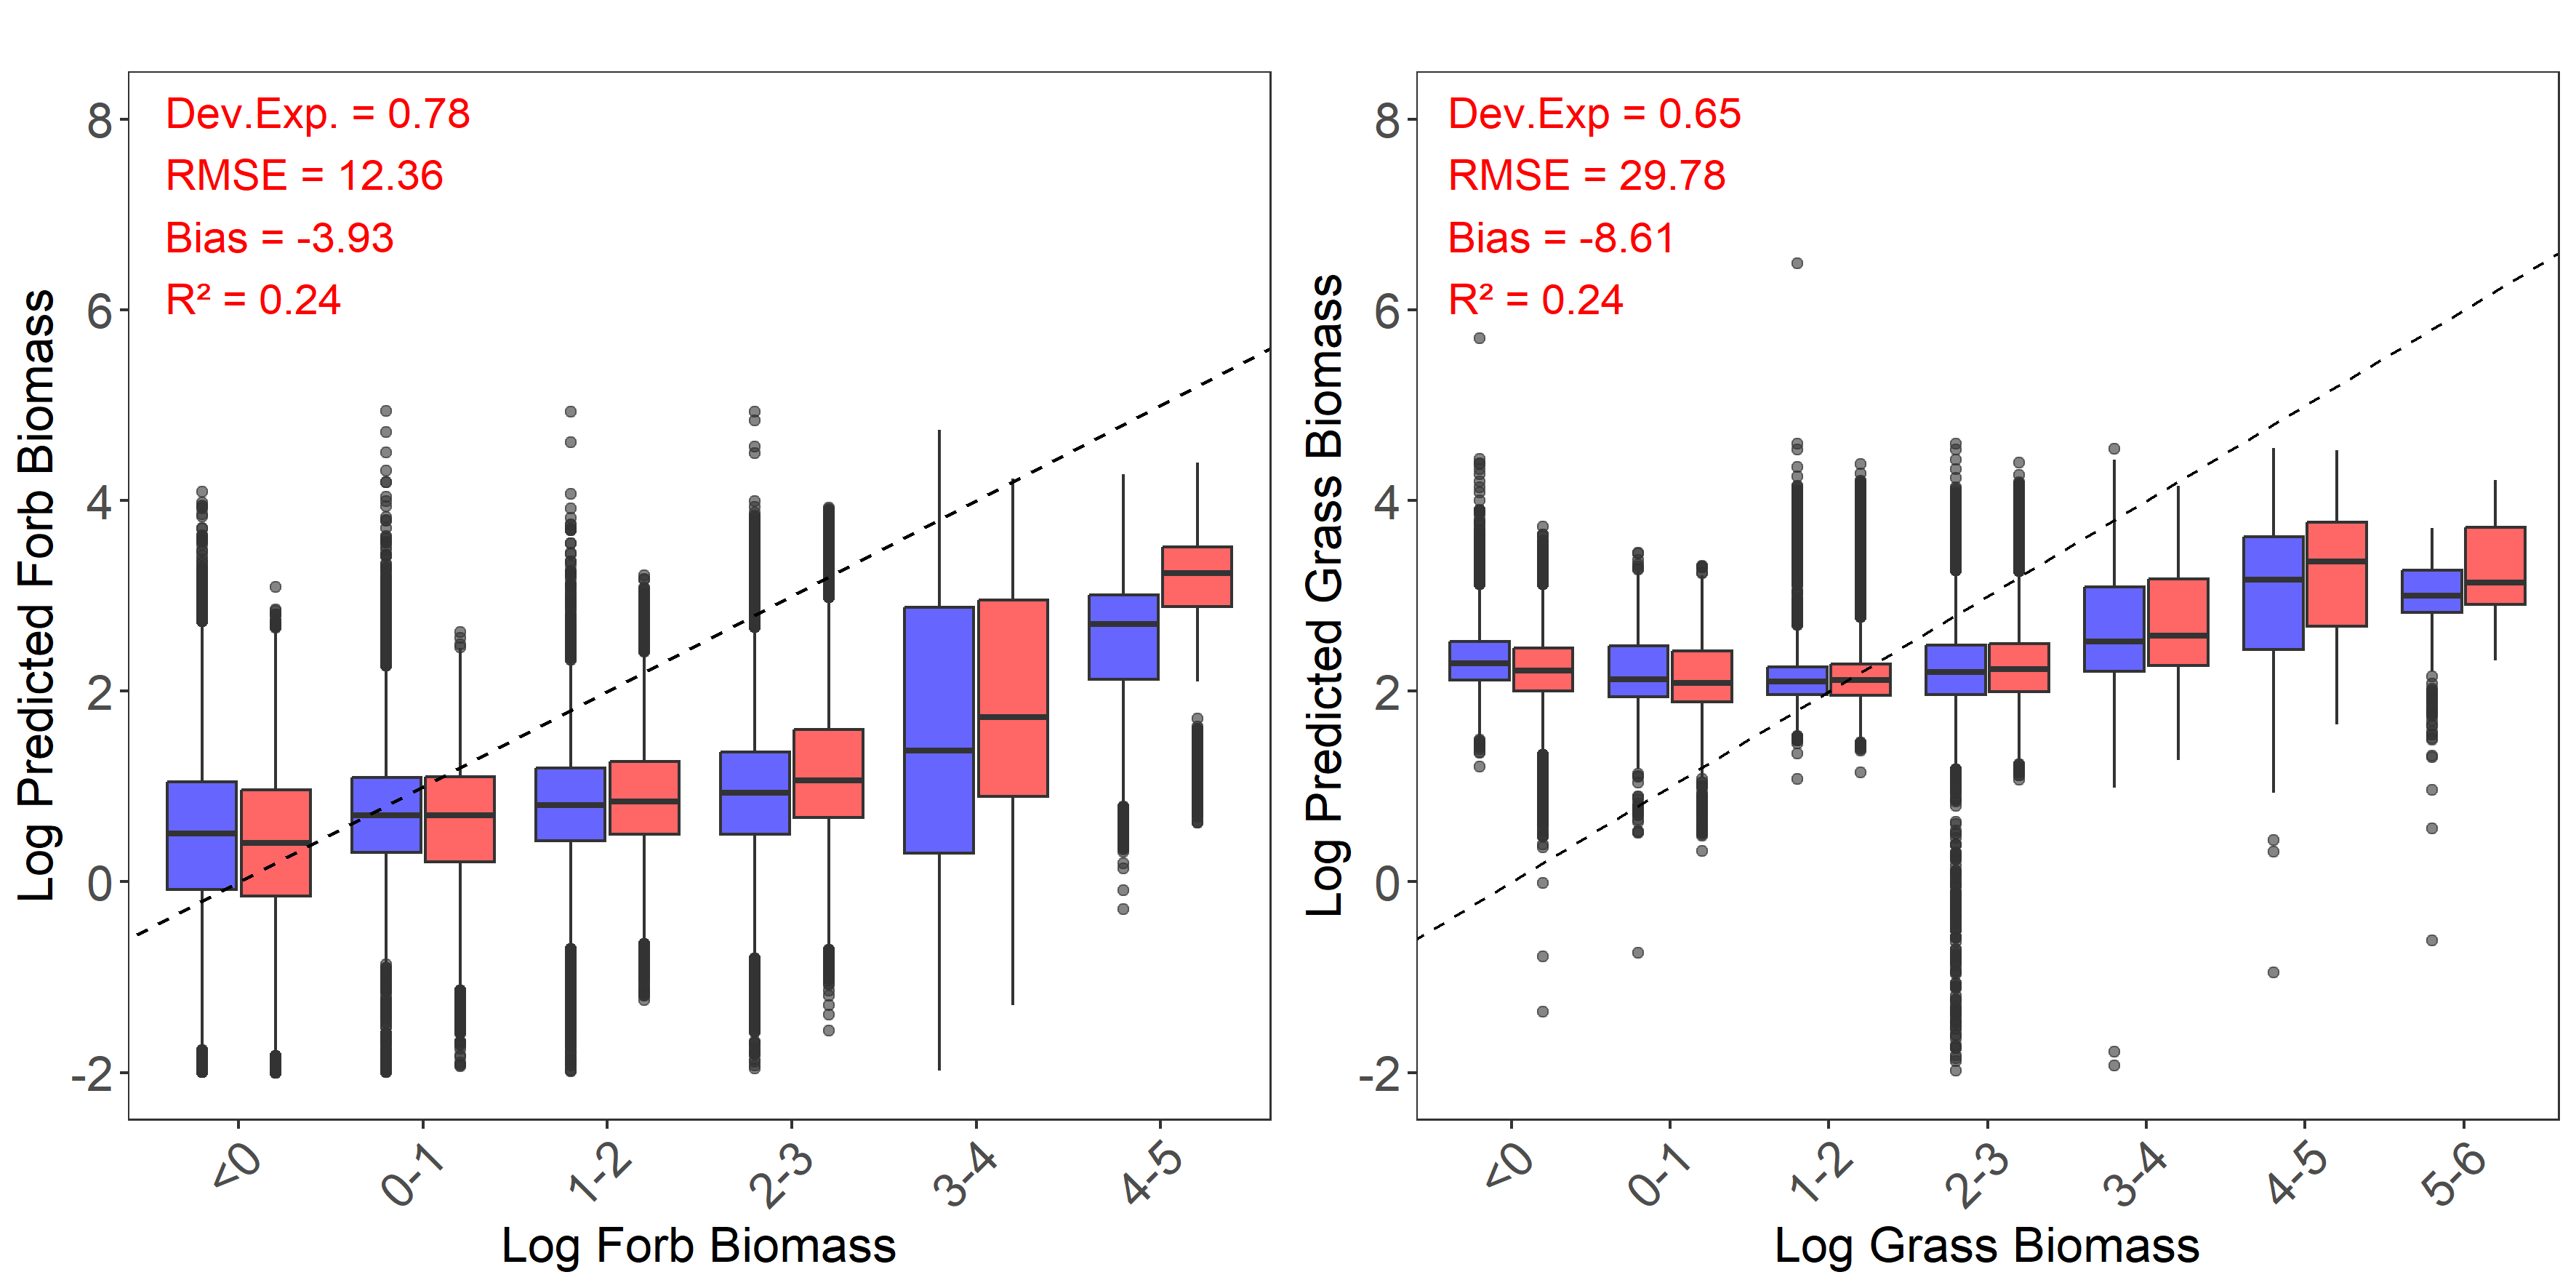 Dev.Exp. = 0.78
RMSE = 12.36
Bias = -3.93
R² = 0.24
Log Predicted Forb Biomass
8
6
4
2
0
-2
<0
0-1
1-2
2-3
3-4
4-5
Log Forb Biomass
Dev.Exp = 0.65
RMSE = 29.78
Bias = -8.61
R² = 0.24
Log Predicted Grass Biomass
8
6
4
2
0
-2
<0
0-1
1-2
2-3
3-4
4-5
5-6
Log Grass Biomass